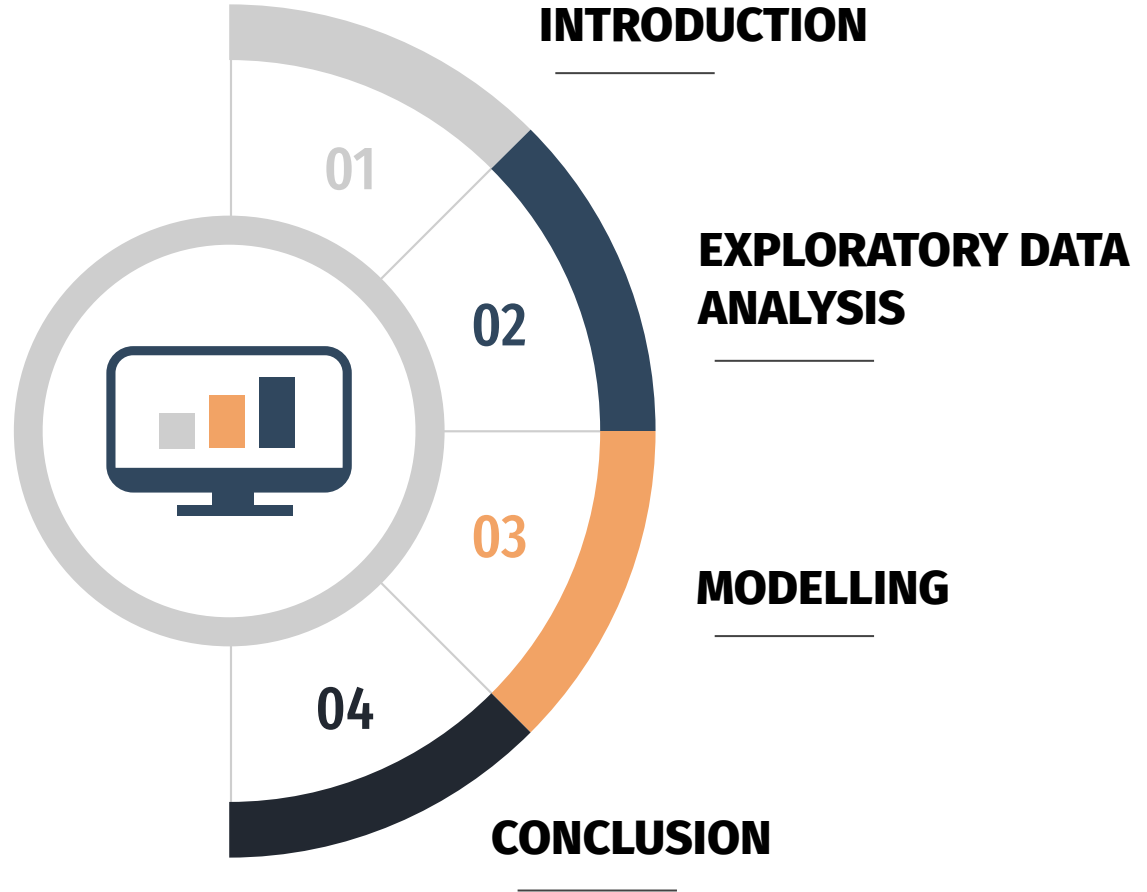 INTRODUCTION
01
EXPLORATORY DATA
ANALYSIS
02
03
MODELLING
04
CONCLUSION